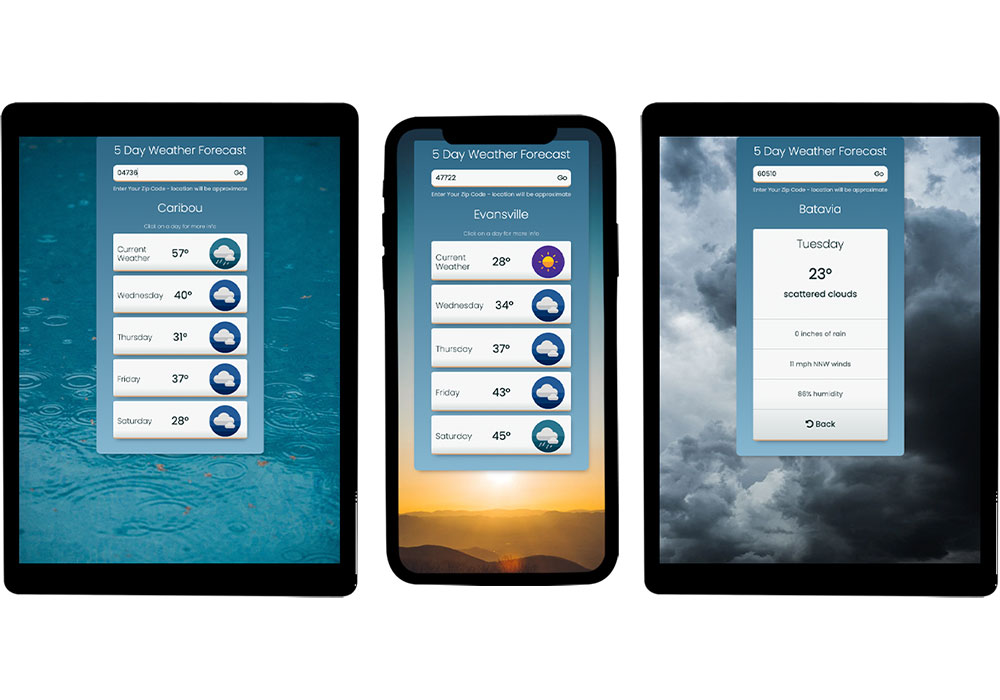 5 Day Weather Forecast
04736 Go
Enter Your Zip Code - location will be approximate
Caribou
Click on a day for more info
Current
Weather 57°
Wednesday 40°
Thursday 31°
Friday 37°
Saturday 28°
5 Day Weather Forecast
47722 Go
Enter Your Zip Code - location will be approximate
Evansville
Click on a day for more info
Current
Weather 28°
Wednesday 34°
Thursday 37°
Friday 43°
Saturday 45°
5 Day Weather Forecast
60510 Go
Enter Your Zip Code - location will be approximate
Batavia
Tuesday
23°
scattered clouds
0 inches of rain
11 mph NNW winds
86% humidity
Back